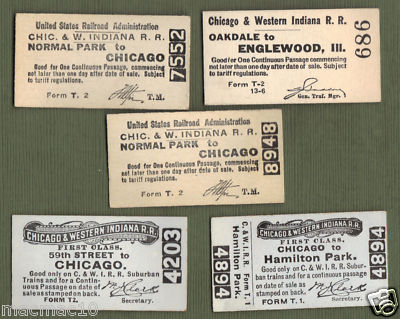 United States Railroad Administration
CHIC. & W. INDIANA R. R.
NORMAL PARK to
CHICAGO
Good for One Continuous Passage, commencing
not later than one day after date of sale. Subject
to tariff regulations.
Form T. 2
T.M.
7552
Chicago & Western Indiana R. R.
OAKDALE to
ENGLEWOOD, Ill.
Good for One Continuous Passage, commencing
not later than one day after date of sale. Subject
to tariff regulations.
Form T-2
13-6
Gen. Traf. Mgr.
686
United States Railroad Administration
CHIC. & W. INDIANA R. R.
NORMAL PARK to
CHICAGO
Good for One Continuous Passage, commencing
not later than one day after date of sale. Subject
to tariff regulations.
Form T. 2
T.M.
8948
CHICAGO & WESTERN INDIANA R.R.
FIRST CLASS.
59th STREET to
CHICAGO.
Good only on C. & W. I. R. R. Suburban
Trains and for a Continuous
Passage on date of sale
as stamped on back.
FORM T2.
Secretary.
4203
C. & W. I. R. R. Form T. 1
Chicago to
Hamilton Park.
4894
CHICAGO & WESTERN INDIANA R.R.
FIRST CLASS.
CHICAGO to
Hamilton Park.
Good only on C. & W. I. R. R. Suburban
Trains and for a Continuous Passage
on date of sale as stamped on
back.
FORM T. 1.
Secretary.
4894
macmac10